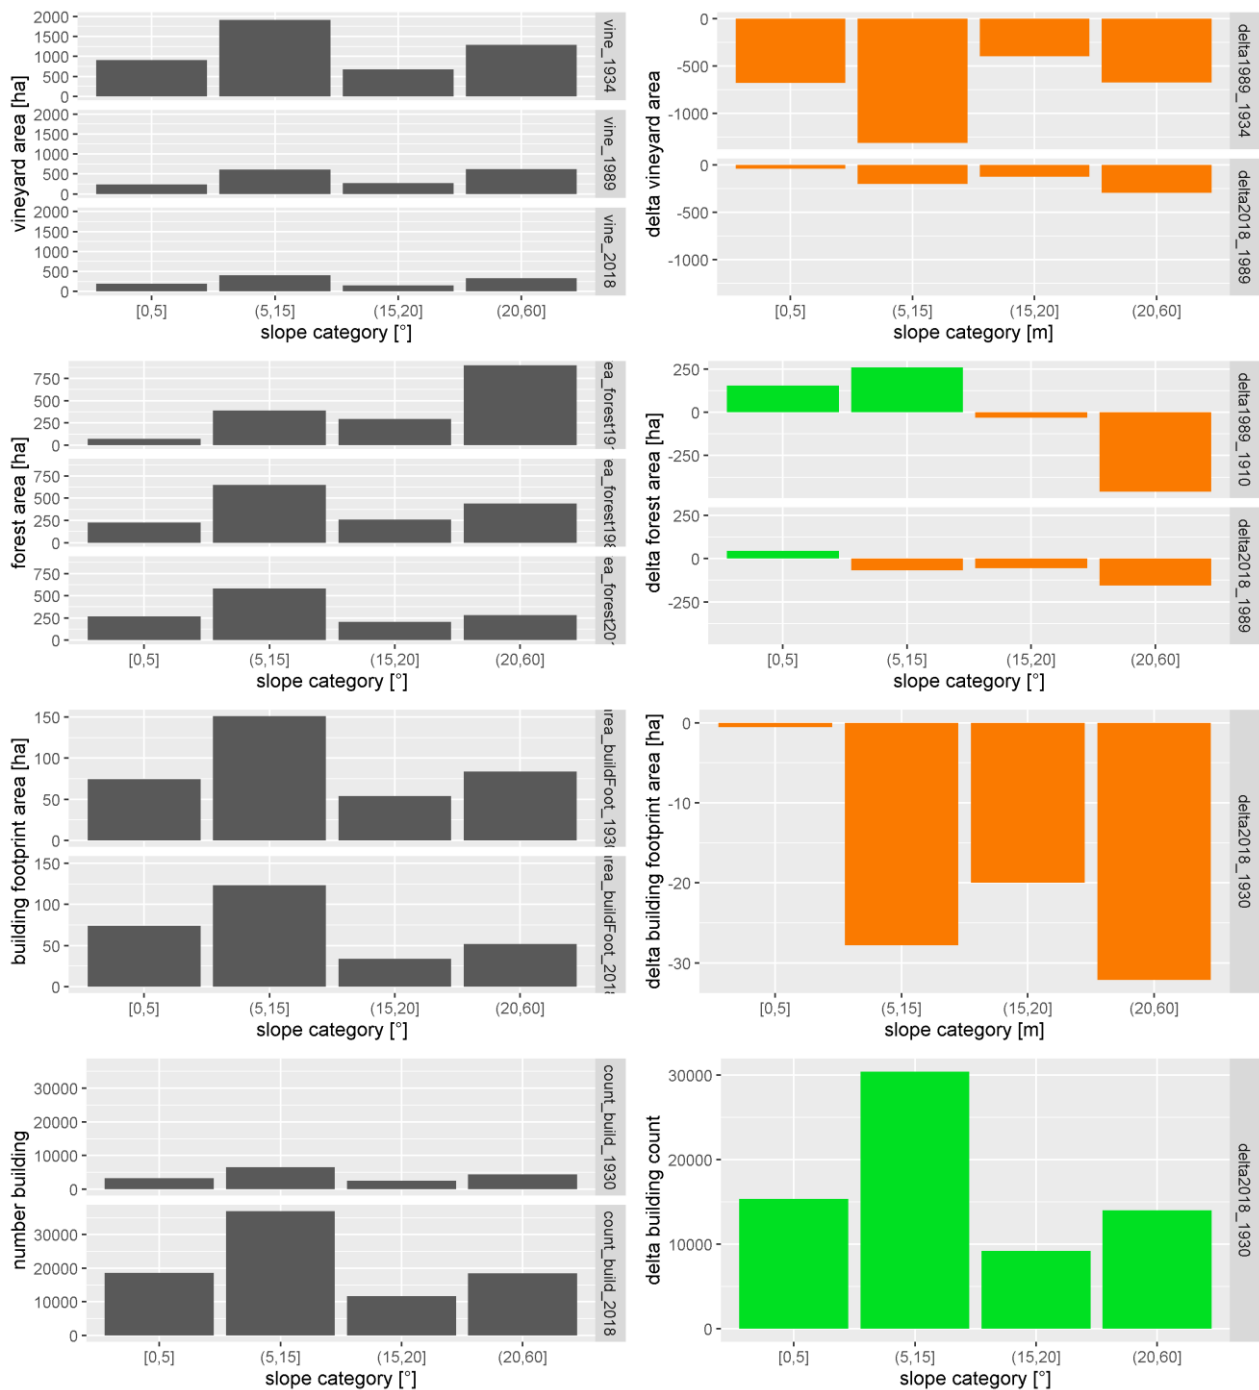 vineyard area [ha]
2000
1500
1000
500
0
vine_1934
2000
1500
1000
500
0
vine_1989
2000
1500
1000
500
0
vine_2018
[0,5]
(5,15]
(15,20]
(20,60]
slope category [°]
delta vineyard area
0
-500
-1000
delta1989_1934
0
-500
-1000
delta2018_1989
[0,5]
(5,15]
(15,20]
(20,60]
slope category [m]
forest area [ha]
750
500
250
0
ea_forest191
750
500
250
0
ea_forest198
750
500
250
0
ea_forest201
[0,5]
(5,15]
(15,20]
(20,60]
slope category [°]
delta forest area [ha]
250
0
-250
delta1989_1910
250
0
-250
delta2018_1989
[0,5]
(5,15]
(15,20]
(20,60]
slope category [°]
building footprint area [ha]
150
100
50
0
area_buildFoot_1930
150
100
50
0
area_buildFoot_2018
[0,5]
(5,15]
(15,20]
(20,60]
slope category [°]
delta building footprint area [ha]
0
-10
-20
-30
delta2018_1930
[0,5]
(5,15]
(15,20]
(20,60]
slope category [m]
number building
30000
20000
10000
0
count_build_1930
30000
20000
10000
0
count_build_2018
[0,5]
(5,15]
(15,20]
(20,60]
slope category [°]
delta building count
30000
20000
10000
0
delta2018_1930
[0,5]
(5,15]
(15,20]
(20,60]
slope category [°]